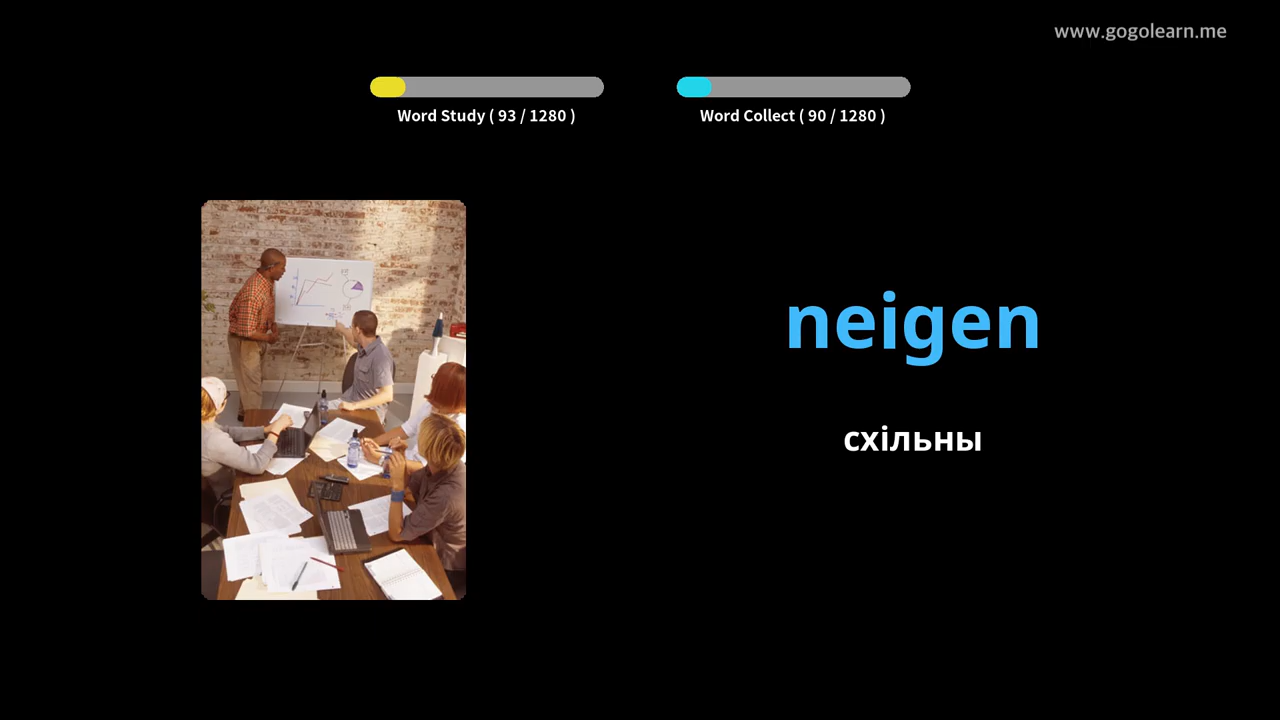 www.gogolearn.me
Word Study ( 93 / 1280 )
Word Collect ( 90 / 1280 )
neigen
схільны